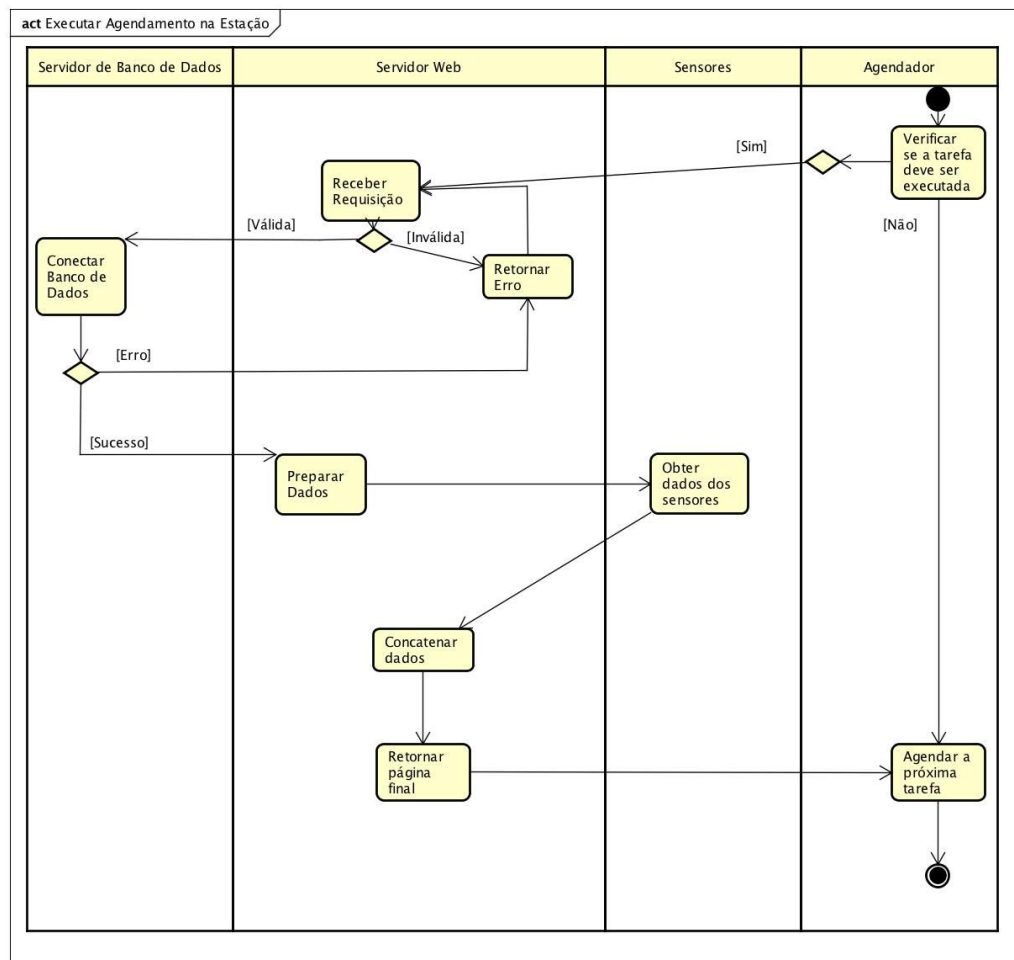 act Executar Agendamento na Estação
Servidor de Banco de Dados
Servidor Web
Sensores
Agendador
Verificar
se a tarefa
deve ser
executada
[Sim]
[Não]
Receber
Requisição
[Válida]
[Inválida]
Conectar
Banco de
Dados
Retornar
Erro
[Erro]
[Sucesso]
Preparar
Dados
Obter
dados dos
sensores
Concatenar
dados
Retornar
página
final
Agendar a
próxima
tarefa